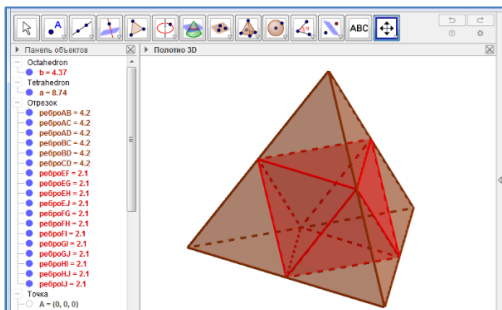 ABC
Панель объектов
Полотно 3D
Octahedron
b = 4.37
Tetrahedron
a = 8.74
Отрезок
реброAB = 4.2
реброAC = 4.2
реброAD = 4.2
реброBC = 4.2
реброBD = 4.2
реброCD = 4.2
реброEF = 2.1
реброEG = 2.1
реброEH = 2.1
реброEJ = 2.1
реброFG = 2.1
реброFH = 2.1
реброFI = 2.1
реброGI = 2.1
реброGJ = 2.1
реброHI = 2.1
реброHJ = 2.1
реброIJ = 2.1
Точка
A = (0, 0, 0)